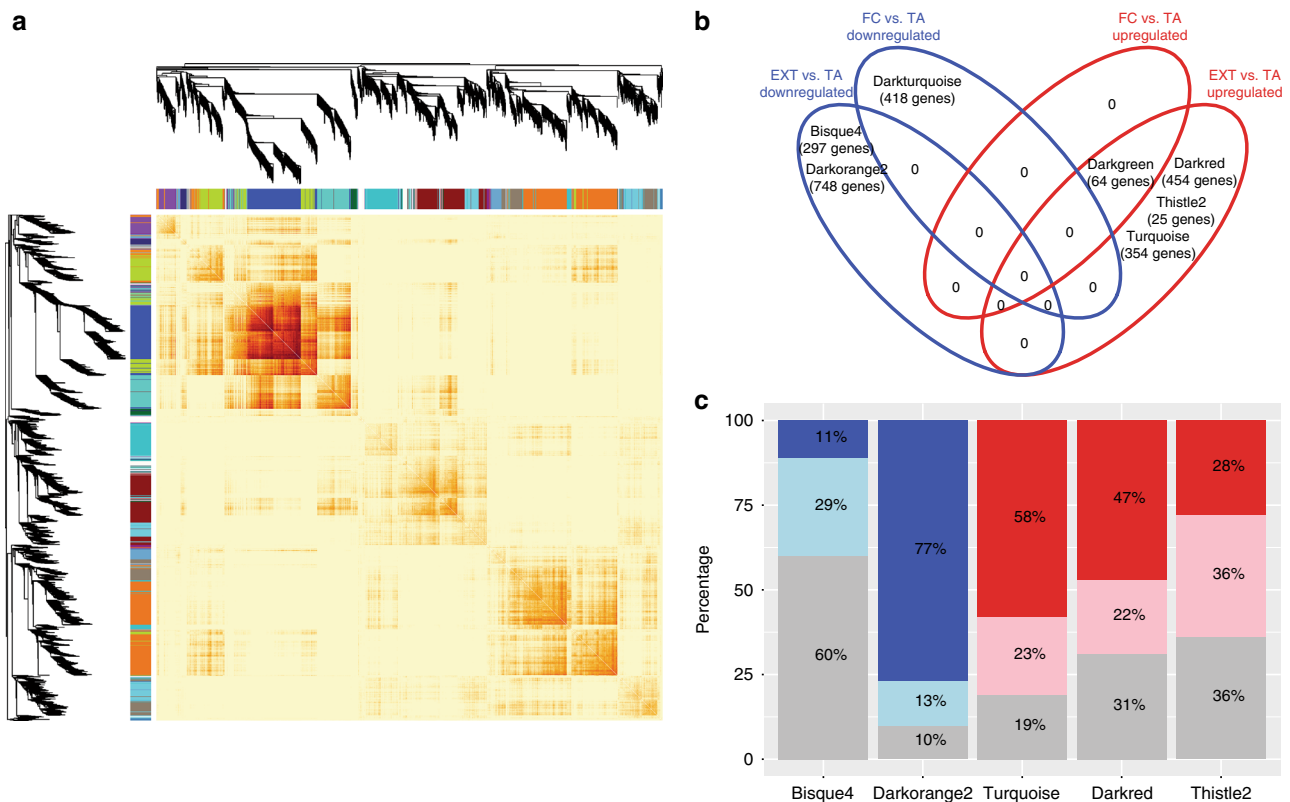 a
b
FC vs. TA
downregulated
FC vs. TA
upregulated
EXT vs. TA
downregulated
EXT vs. TA
upregulated
Darkturquoise
(418 genes)
0
Bisque4
(297 genes)
Darkorange2
(748 genes)
0
0
Darkgreen
(64 genes)
Darkred
(454 genes)
Thistle2
(25 genes)
Turquoise
(354 genes)
0
0
0
0
0
0
0
0
c
Percentage
100
75
50
25
0
11%
29%
60%
77%
13%
10%
58%
23%
19%
47%
22%
31%
28%
36%
36%
Bisque4
Darkorange2
Turquoise
Darkred
Thistle2